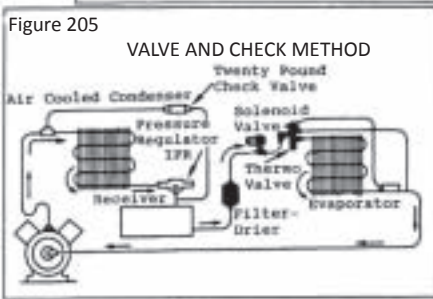 Figure 205
VALVE AND CHECK METHOD
Twenty Pound
Check Valve
Air Cooled Condenser
Solenoid
Valve
Pressure
Regulator
IFR
Thermo
Valve
Receiver
Evaporator
Filter-
Drier